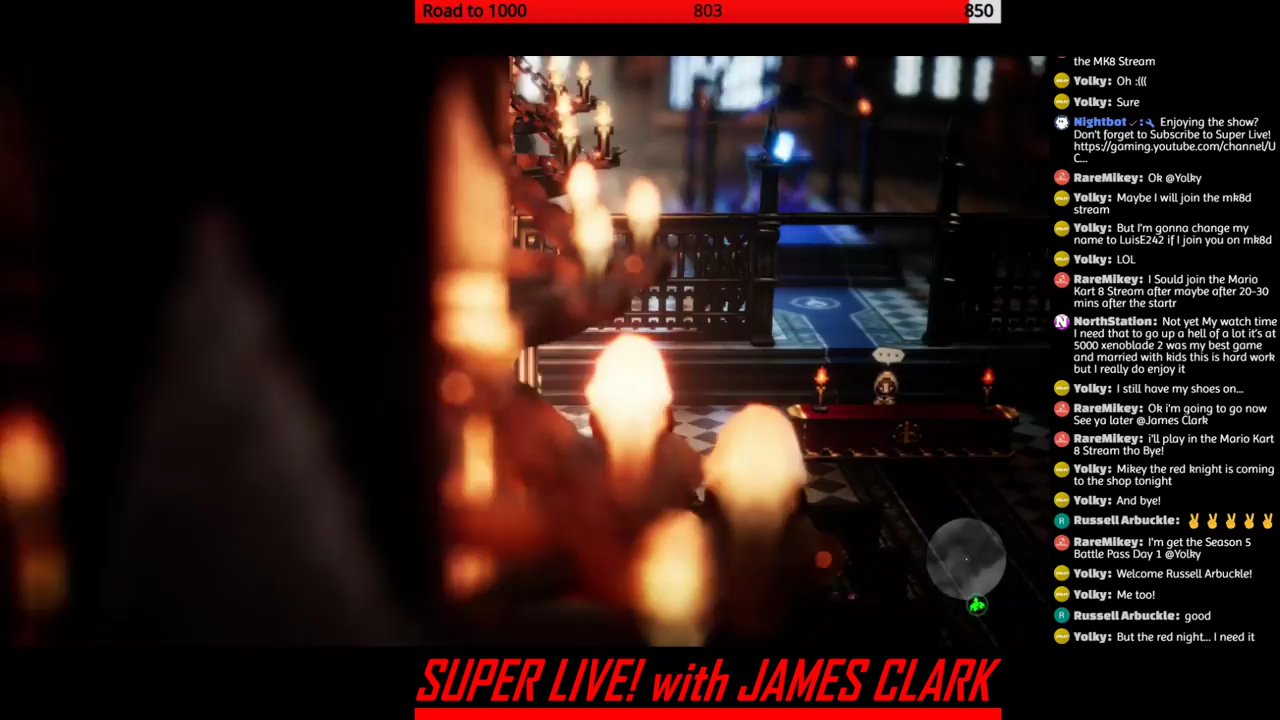 Road to 1000 803 850
the MK8 Stream
Yolky: Oh :(((
Yolky: Sure
Nightbot: Enjoying the show?
Don't forget to Subscribe to Super Live!
https://gaming.youtube.com/channel/U
C...
RareMikey: Ok @Yolky
Yolky: Maybe I will join the mk8d
stream
Yolky: But I'm gonna change my
name to LuisE242 if I join you on mk8d
Yolky: LOL
RareMikey: I Sould join the Mario
Kart 8 Stream after maybe after 20-30
mins after the startr
NorthStation: Not yet My watch time
I need that to go up a hell of a lot it's at
5000 xenoblade 2 was my best game
and married with kids this is hard work
but I really do enjoy it
Yolky: I still have my shoes on...
RareMikey: Ok i'm going to go now
See ya later @James Clark
RareMikey: i'll play in the Mario Kart
8 Stream tho Bye!
Yolky: Mikey the red knight is coming
to the shop tonight
Yolky: And bye!
R Russell Arbuckle: ✌✌✌✌✌
RareMikey: I'm get the Season 5
Battle Pass Day 1 @Yolky
Yolky: Welcome Russell Arbuckle!
Yolky: Me too!
R Russell Arbuckle: good
Yolky: But the red night... I need it
SUPER LIVE! with JAMES CLARK